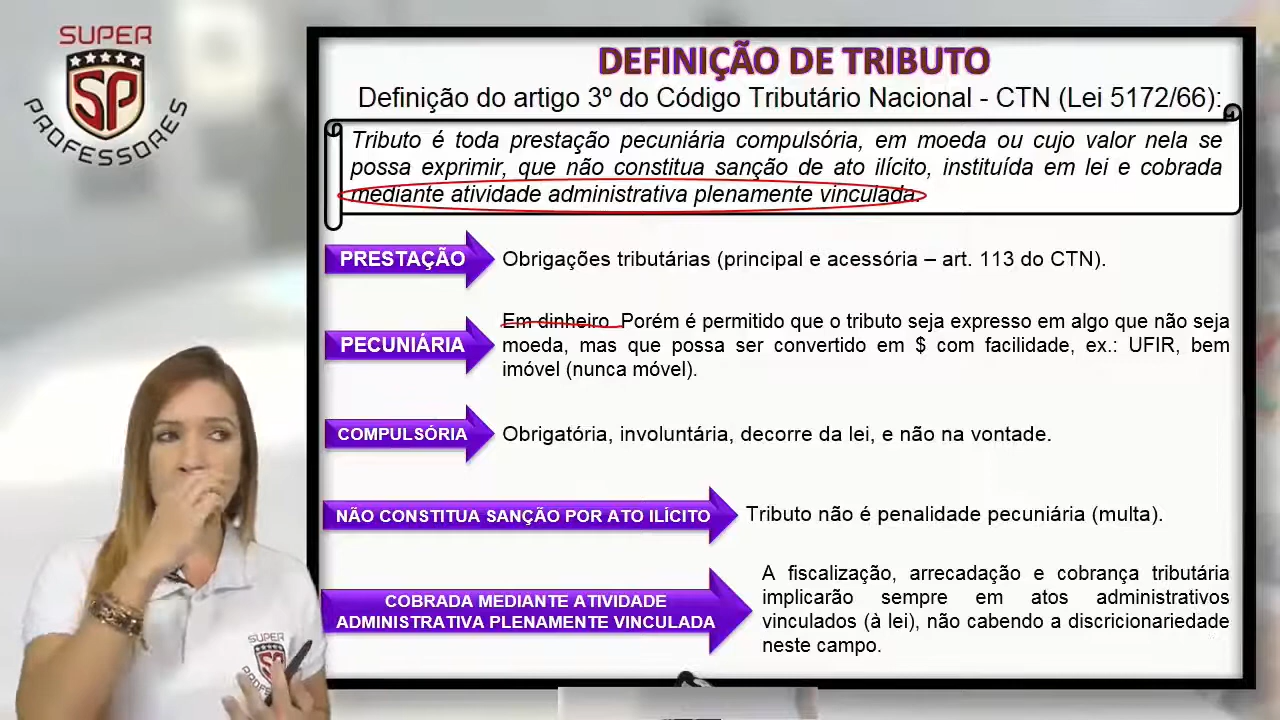 SUPER
SP
PROFESSORES
DEFINIÇÃO DE TRIBUTO
Definição do artigo 3º do Código Tributário Nacional - CTN (Lei 5172/66):
Tributo é toda prestação pecuniária compulsória, em moeda ou cujo valor nela se
possa exprimir, que não constitua sanção de ato ilícito, instituída em lei e cobrada
mediante atividade administrativa plenamente vinculada.
PRESTAÇÃO
Obrigações tributárias (principal e acessória – art. 113 do CTN).
PECUNIÁRIA
Em dinheiro. Porém é permitido que o tributo seja expresso em algo que não seja
moeda, mas que possa ser convertido em $ com facilidade, ex.: UFIR, bem
imóvel (nunca móvel).
COMPULSÓRIA
Obrigatória, involuntária, decorre da lei, e não na vontade.
NÃO CONSTITUA SANÇÃO POR ATO ILÍCITO
Tributo não é penalidade pecuniária (multa).
COBRADA MEDIANTE ATIVIDADE
ADMINISTRATIVA PLENAMENTE VINCULADA
A fiscalização, arrecadação e cobrança tributária
implicarão sempre em atos administrativos
vinculados (à lei), não cabendo a discricionariedade
neste campo.
SUPER
SP
PROFESSORES